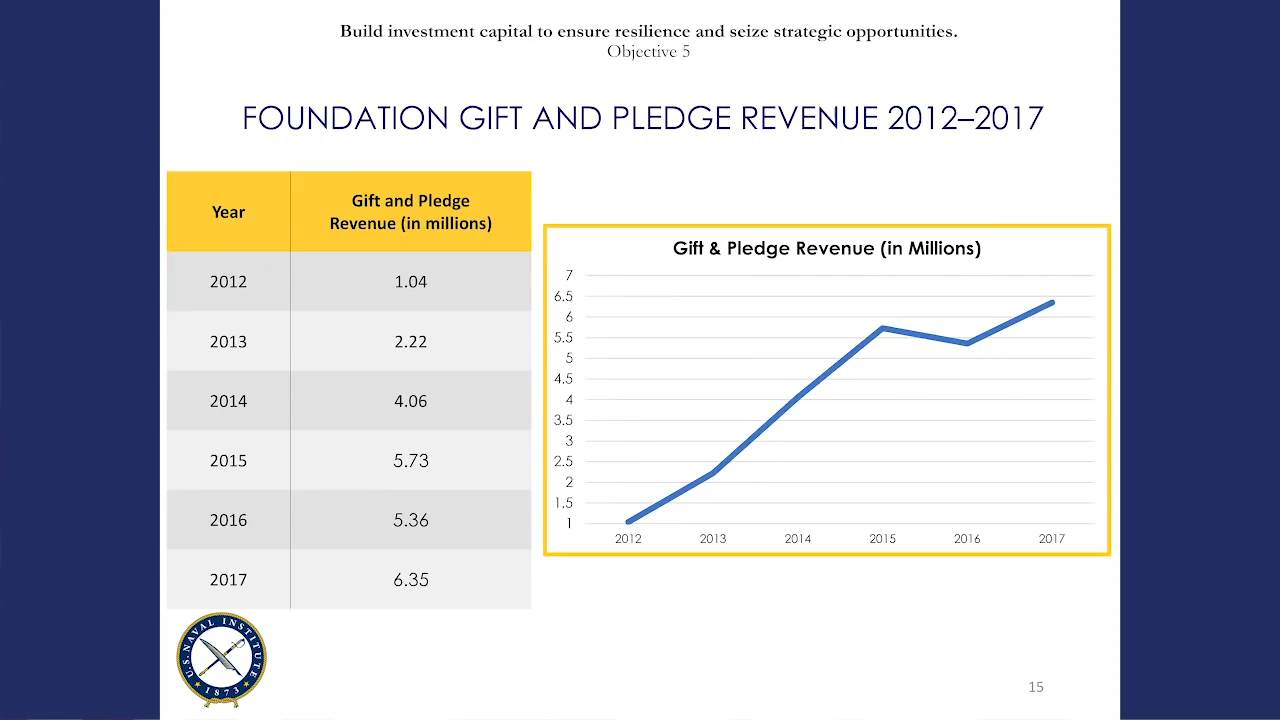 Build investment capital to ensure resilience and seize strategic opportunities.
Objective 5
FOUNDATION GIFT AND PLEDGE REVENUE 2012–2017
Year
Gift and Pledge
Revenue (in millions)
2012 1.04
2013 2.22
2014 4.06
2015 5.73
2016 5.36
2017 6.35
Gift & Pledge Revenue (in Millions)
7
6.5
6
5.5
5
4.5
4
3.5
3
2.5
2
1.5
1
2012 2013 2014 2015 2016 2017
U.S. NAVAL INSTITUTE
1873
15